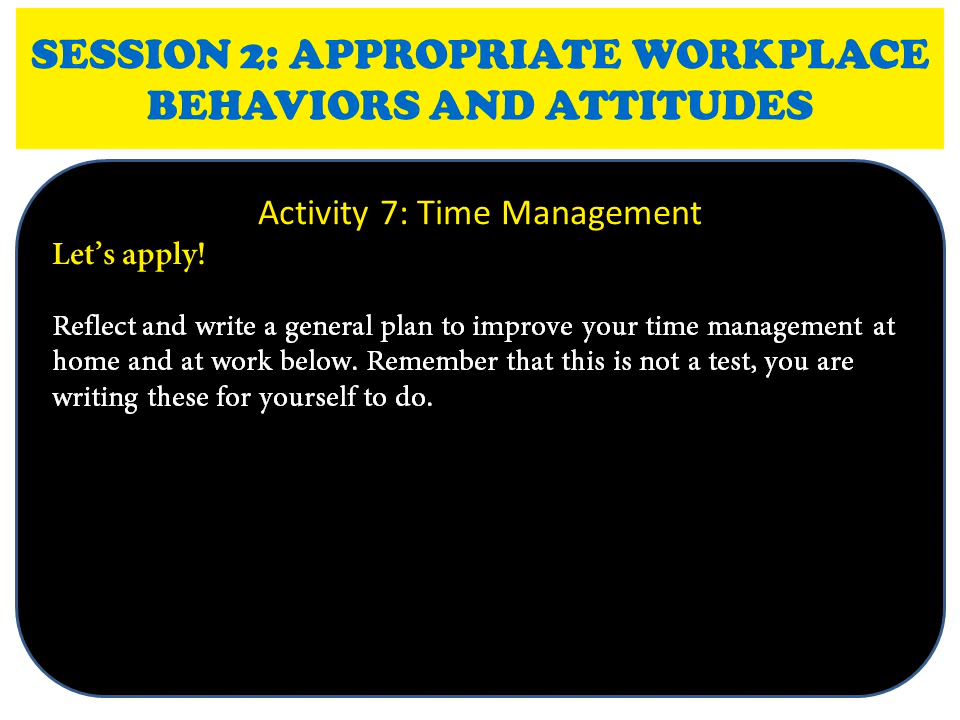 SESSION 2: APPROPRIATE WORKPLACE
BEHAVIORS AND ATTITUDES
Activity 7: Time Management
Let’s apply!
Reflect and write a general plan to improve your time management at
home and at work below. Remember that this is not a test, you are
writing these for yourself to do.